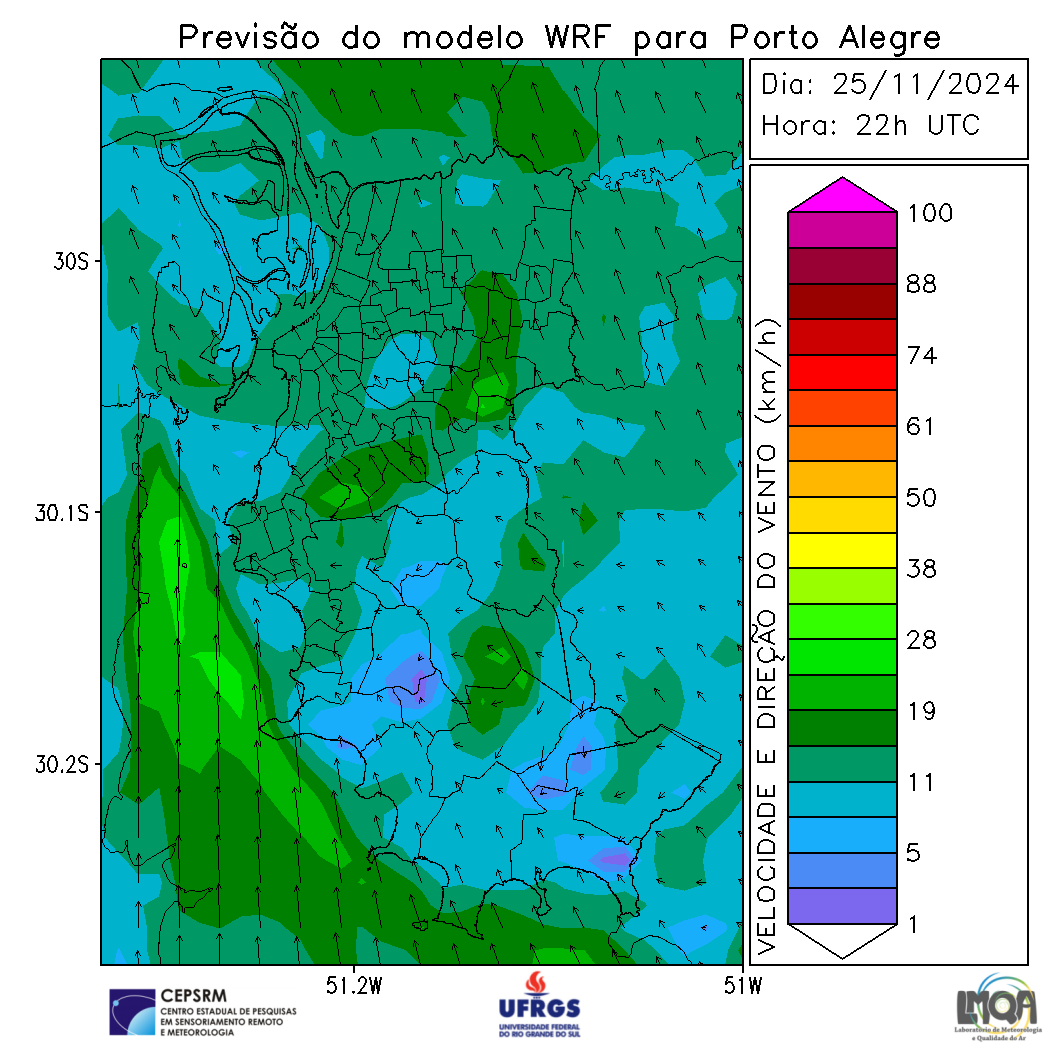 Previsão do modelo WRF para Porto Alegre
Dia: 25/11/2024
Hora: 22h UTC
30S
30.1S
30.2S
51.2W
51W
VELOCIDADE E DIREÇÃO DO VENTO (km/h)
100
88
74
61
50
38
28
19
11
5
1
CEPSRM
CENTRO ESTADUAL DE PESQUISAS
EM SENSORIAMENTO REMOTO
E METEOROLOGIA
UFRGS
UNIVERSIDADE FEDERAL
DO RIO GRANDE DO SUL
LMQA
Laboratório de Meteorologia
e Qualidade do Ar